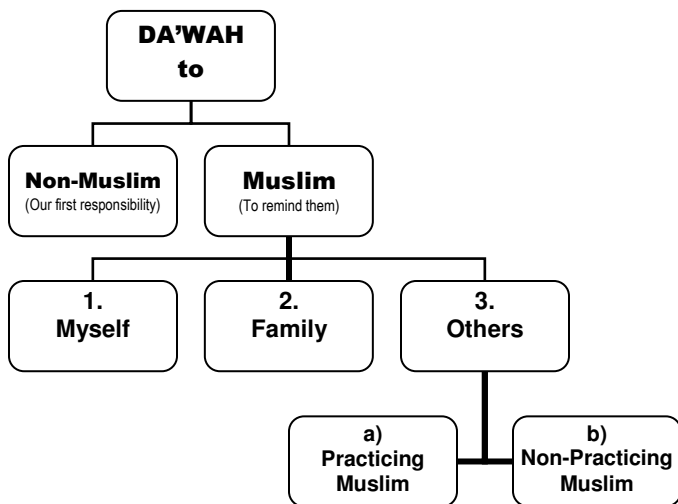 DA’WAH
to
Non-Muslim
(Our first responsibility)
Muslim
(To remind them)
1.
Myself
2.
Family
3.
Others
a)
Practicing
Muslim
b)
Non-Practicing
Muslim